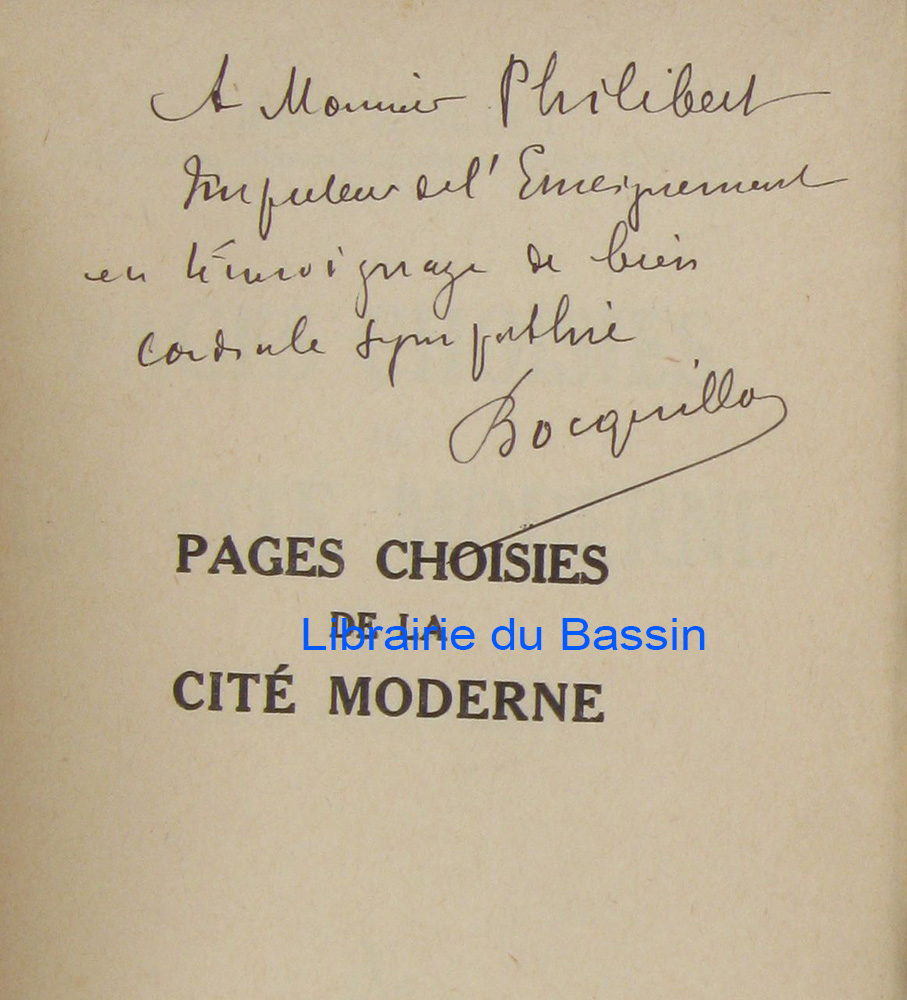 A Monsieur Philibert
Inspecteur de l'Enseignement
en témoignage de bien
cordiale sympathie
Bocquillon
PAGES CHOISIES
DE LA
Librairie du Bassin
CITÉ MODERNE